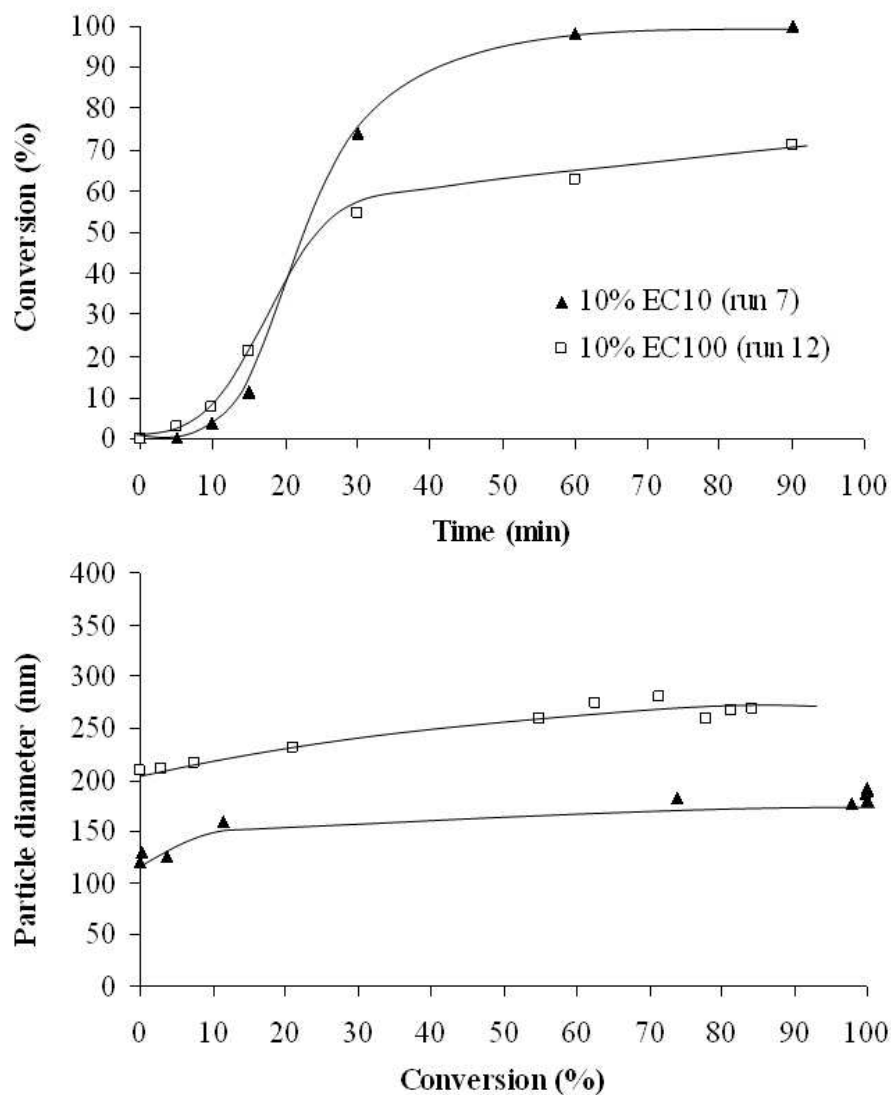 100
90
80
70
60
50
40
30
20
10
0
Conversion (%)
▲ 10% EC10 (run 7)
□ 10% EC100 (run 12)
0 10 20 30 40 50 60 70 80 90 100
Time (min)
400
350
300
250
200
150
100
50
0
Particle diameter (nm)
0 10 20 30 40 50 60 70 80 90 100
Conversion (%)